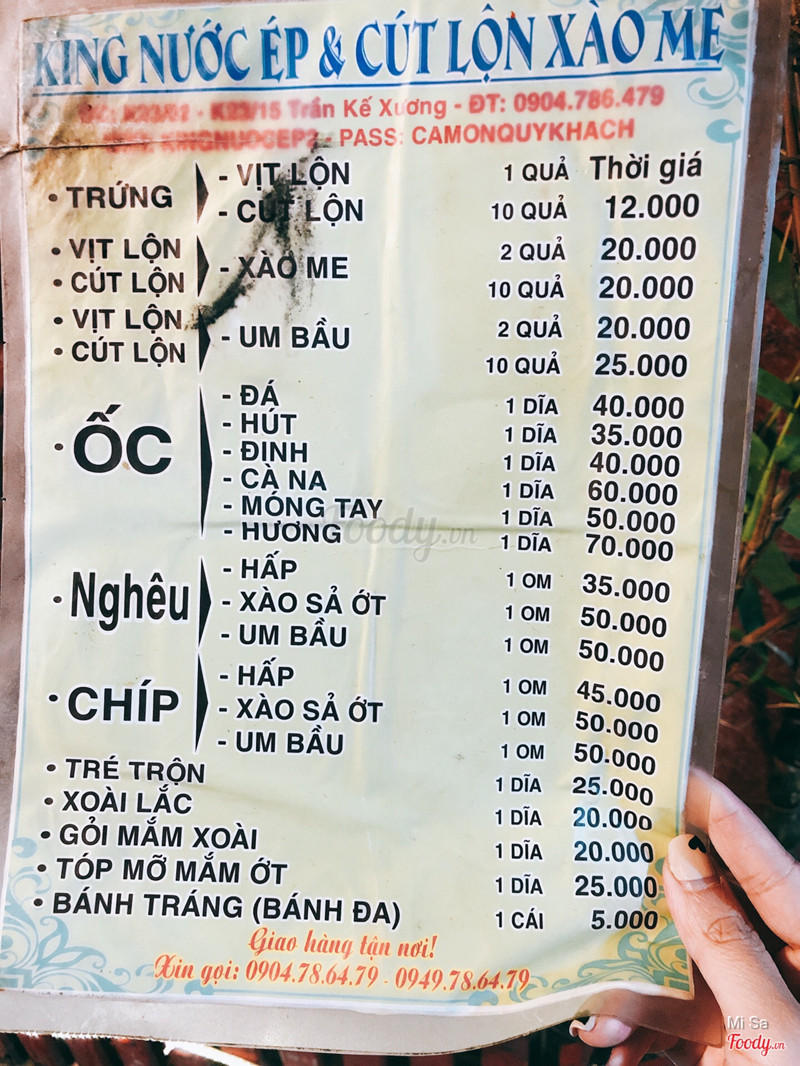 KING NƯỚC ÉP & CÚT LỘN XÀO ME
K23/15 Trần Kế Xương - ĐT: 0904.786.479
PASS: CAMONQUYKHACH
• TRỨNG - VỊT LỘN 1 QUẢ Thời giá
- CÚT LỘN 10 QUẢ 12.000
• VỊT LỘN - XÀO ME 2 QUẢ 20.000
• CÚT LỘN 10 QUẢ 20.000
• VỊT LỘN - UM BẦU 2 QUẢ 20.000
• CÚT LỘN 10 QUẢ 25.000
• ỐC - ĐÁ 1 DĨA 40.000
- HÚT 1 DĨA 35.000
- ĐỊNH 1 DĨA 40.000
- CÀ NA 1 DĨA 60.000
- MÓNG TAY 1 DĨA 50.000
- HƯƠNG 1 DĨA 70.000
• Nghêu - HẤP 1 OM 35.000
- XÀO SẢ ỚT 1 OM 50.000
- UM BẦU 1 OM 50.000
• CHÍP - HẤP 1 OM 45.000
- XÀO SẢ ỚT 1 OM 50.000
- UM BẦU 1 OM 50.000
• TRÉ TRỘN 1 DĨA 25.000
• XOÀI LẮC 1 DĨA 20.000
• GỎI MẮM XOÀI 1 DĨA 20.000
• TÓP MỠ MẮM ỚT 1 DĨA 25.000
• BÁNH TRÁNG (BÁNH ĐA) 1 CÁI 5.000
Giao hàng tận nơi!
Xin gọi: 0904.78.64.79 - 0949.78.64.79
Foody.vn
Mi Sa
Foody.vn